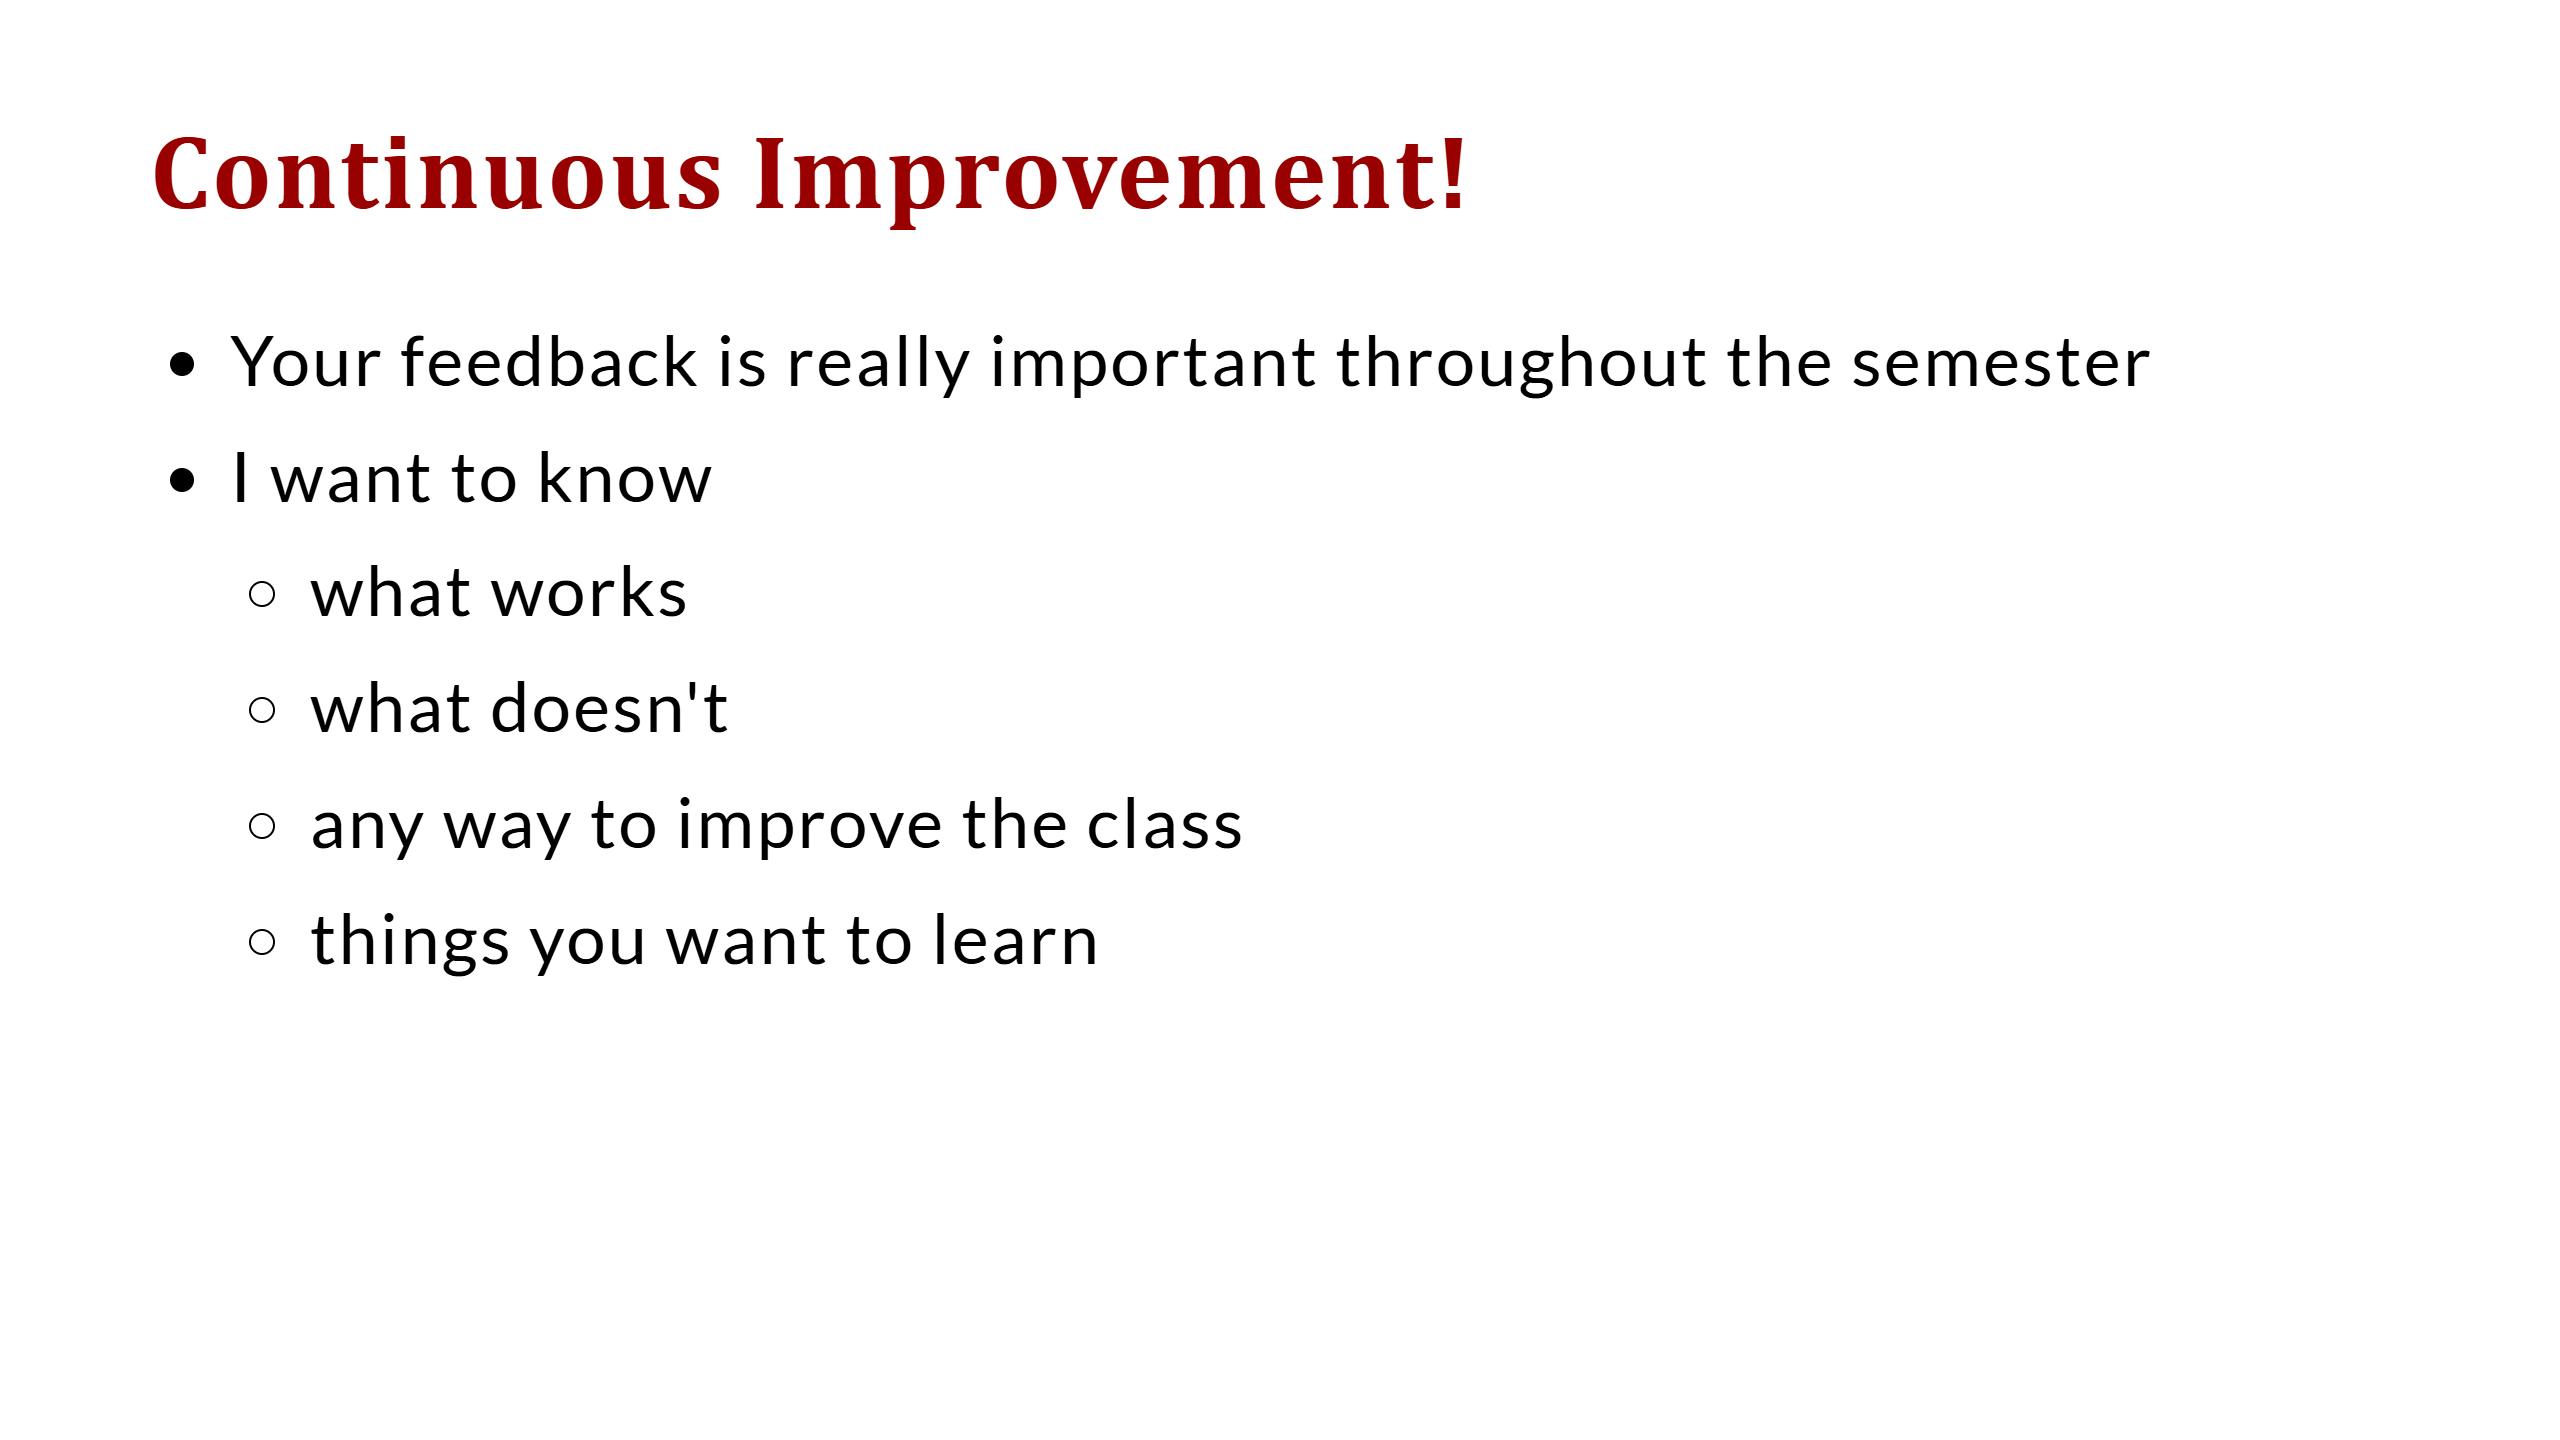 Continuous Improvement!
Your feedback is really important throughout the semester
I want to know
what works
what doesn't
any way to improve the class
things you want to learn